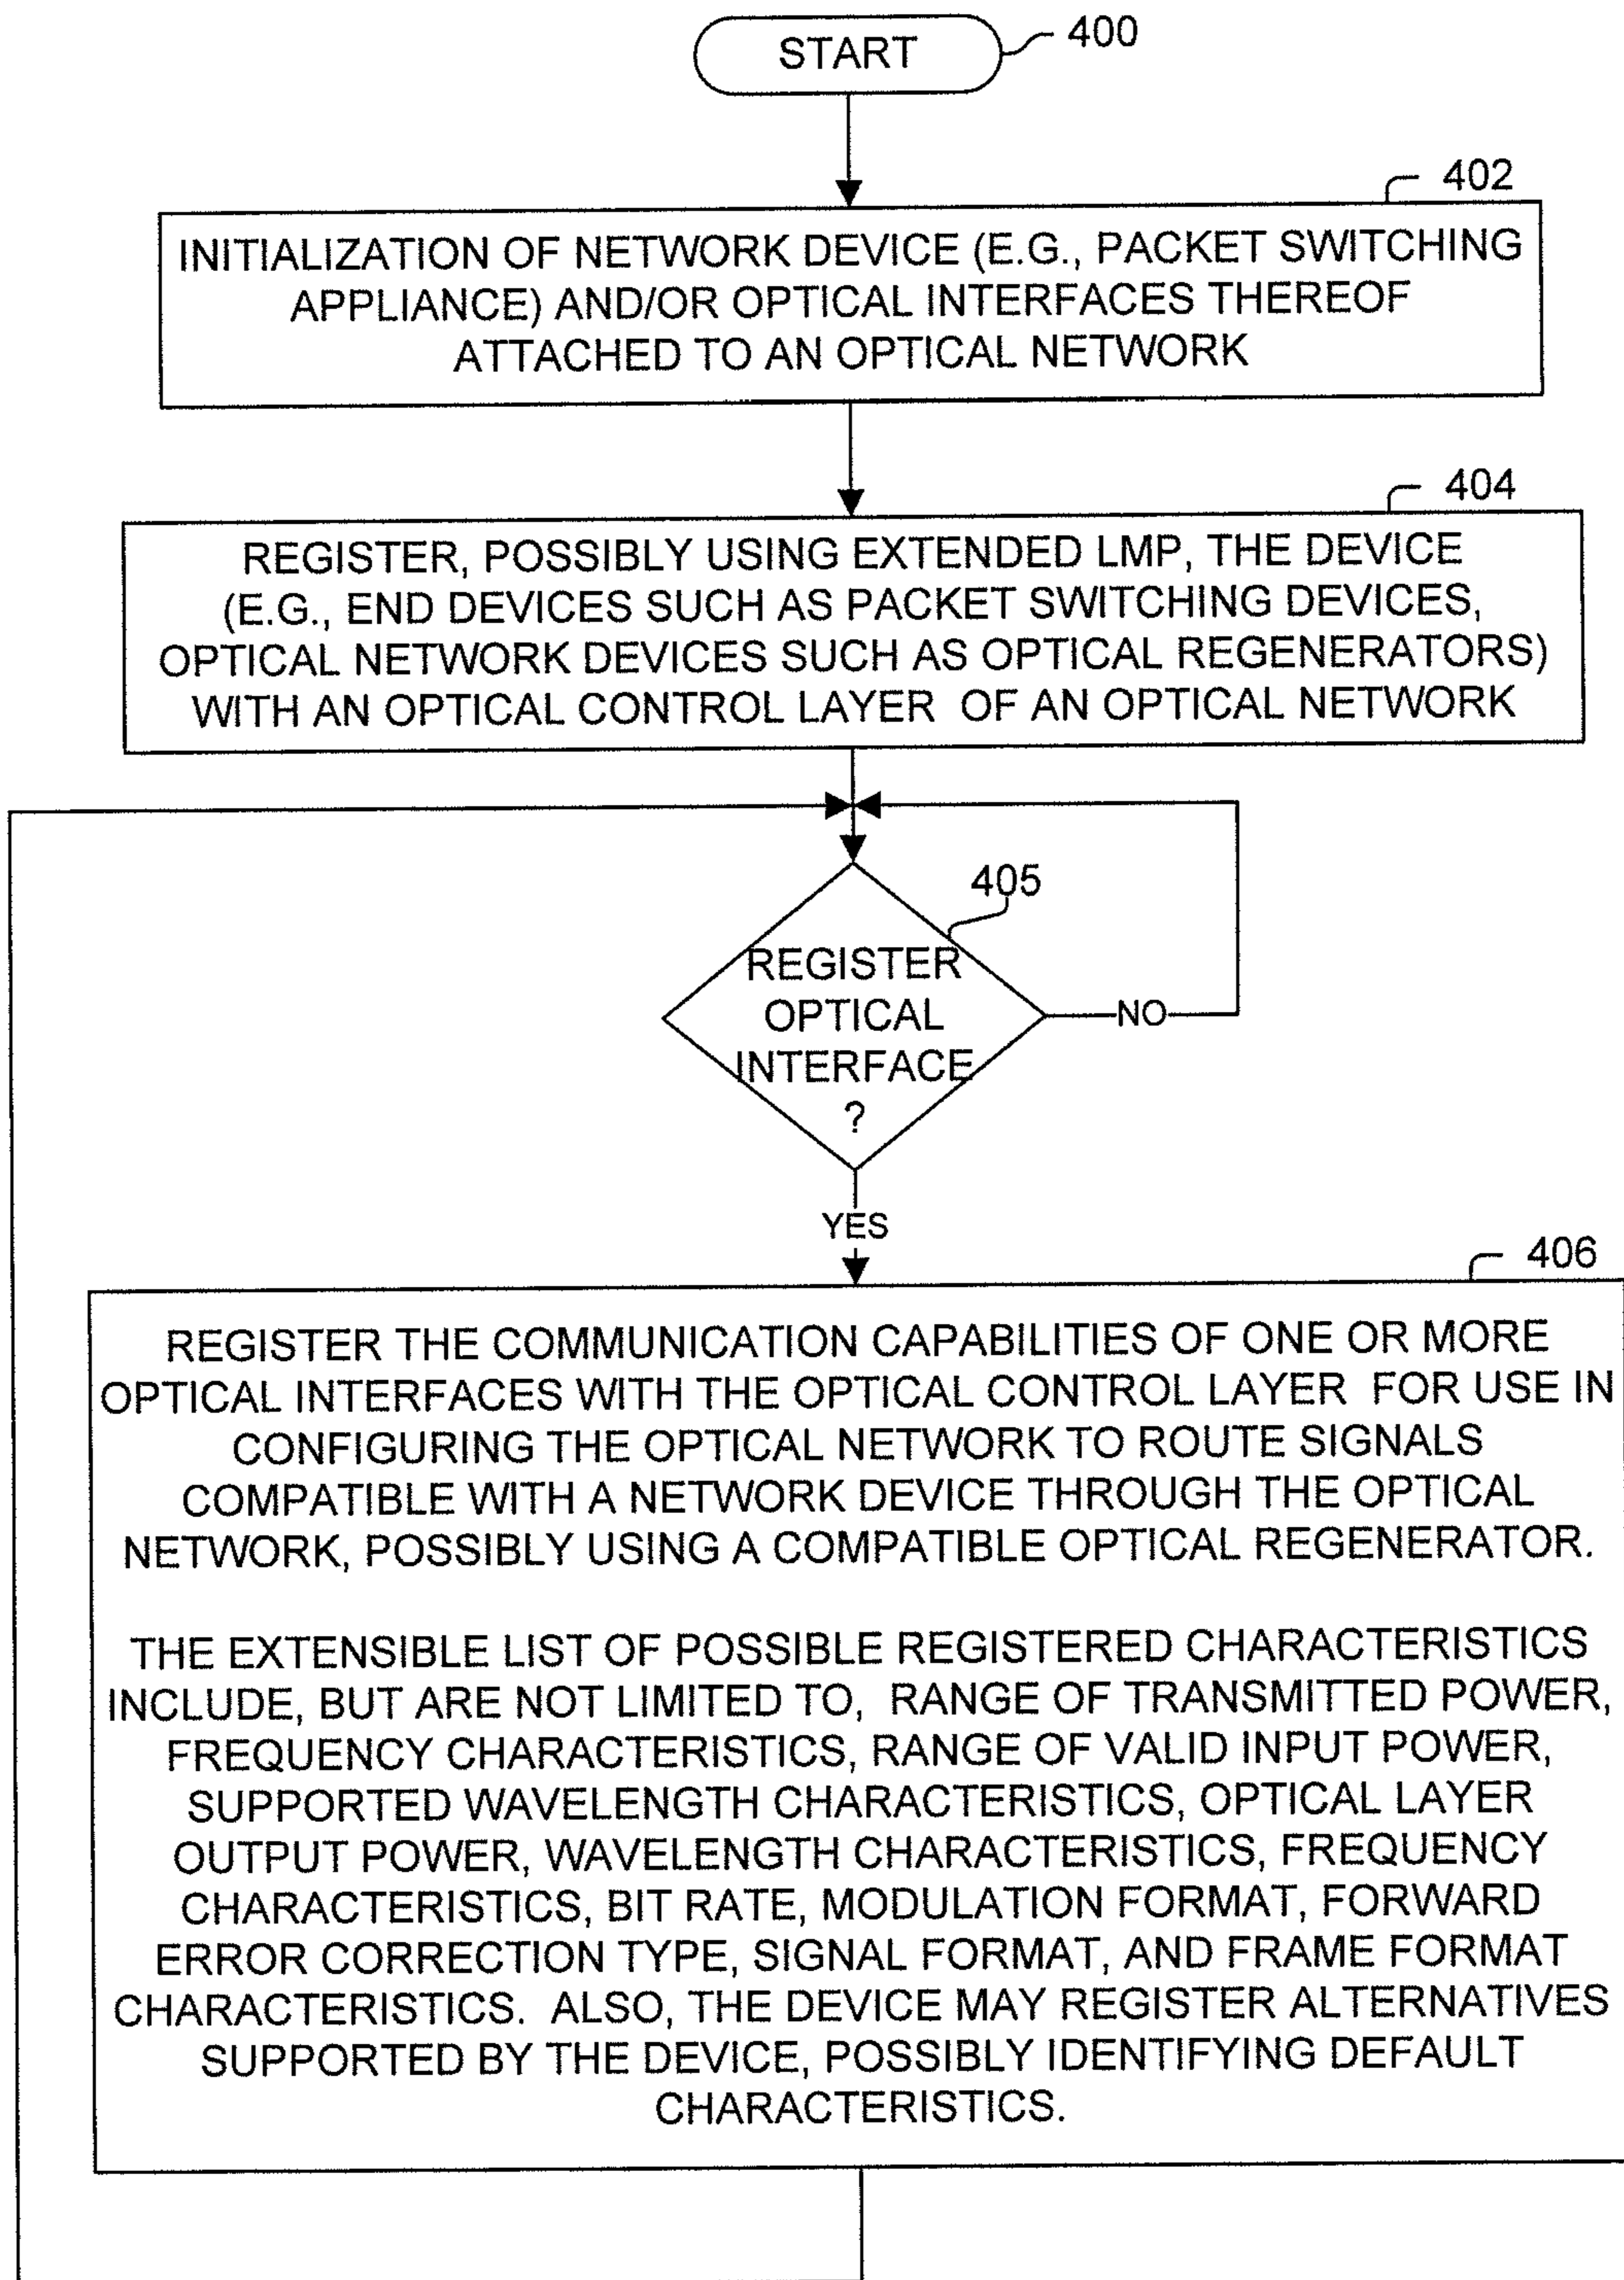 START
400
402
INITIALIZATION OF NETWORK DEVICE (E.G., PACKET SWITCHING
APPLIANCE) AND/OR OPTICAL INTERFACES THEREOF
ATTACHED TO AN OPTICAL NETWORK
404
REGISTER, POSSIBLY USING EXTENDED LMP, THE DEVICE
(E.G., END DEVICES SUCH AS PACKET SWITCHING DEVICES,
OPTICAL NETWORK DEVICES SUCH AS OPTICAL REGENERATORS)
WITH AN OPTICAL CONTROL LAYER OF AN OPTICAL NETWORK
405
REGISTER
OPTICAL
INTERFACE
?
NO
YES
406
REGISTER THE COMMUNICATION CAPABILITIES OF ONE OR MORE
OPTICAL INTERFACES WITH THE OPTICAL CONTROL LAYER FOR USE IN
CONFIGURING THE OPTICAL NETWORK TO ROUTE SIGNALS
COMPATIBLE WITH A NETWORK DEVICE THROUGH THE OPTICAL
NETWORK, POSSIBLY USING A COMPATIBLE OPTICAL REGENERATOR.
THE EXTENSIBLE LIST OF POSSIBLE REGISTERED CHARACTERISTICS
INCLUDE, BUT ARE NOT LIMITED TO, RANGE OF TRANSMITTED POWER,
FREQUENCY CHARACTERISTICS, RANGE OF VALID INPUT POWER,
SUPPORTED WAVELENGTH CHARACTERISTICS, OPTICAL LAYER
OUTPUT POWER, WAVELENGTH CHARACTERISTICS, FREQUENCY
CHARACTERISTICS, BIT RATE, MODULATION FORMAT, FORWARD
ERROR CORRECTION TYPE, SIGNAL FORMAT, AND FRAME FORMAT
CHARACTERISTICS. ALSO, THE DEVICE MAY REGISTER ALTERNATIVES
SUPPORTED BY THE DEVICE, POSSIBLY IDENTIFYING DEFAULT
CHARACTERISTICS.